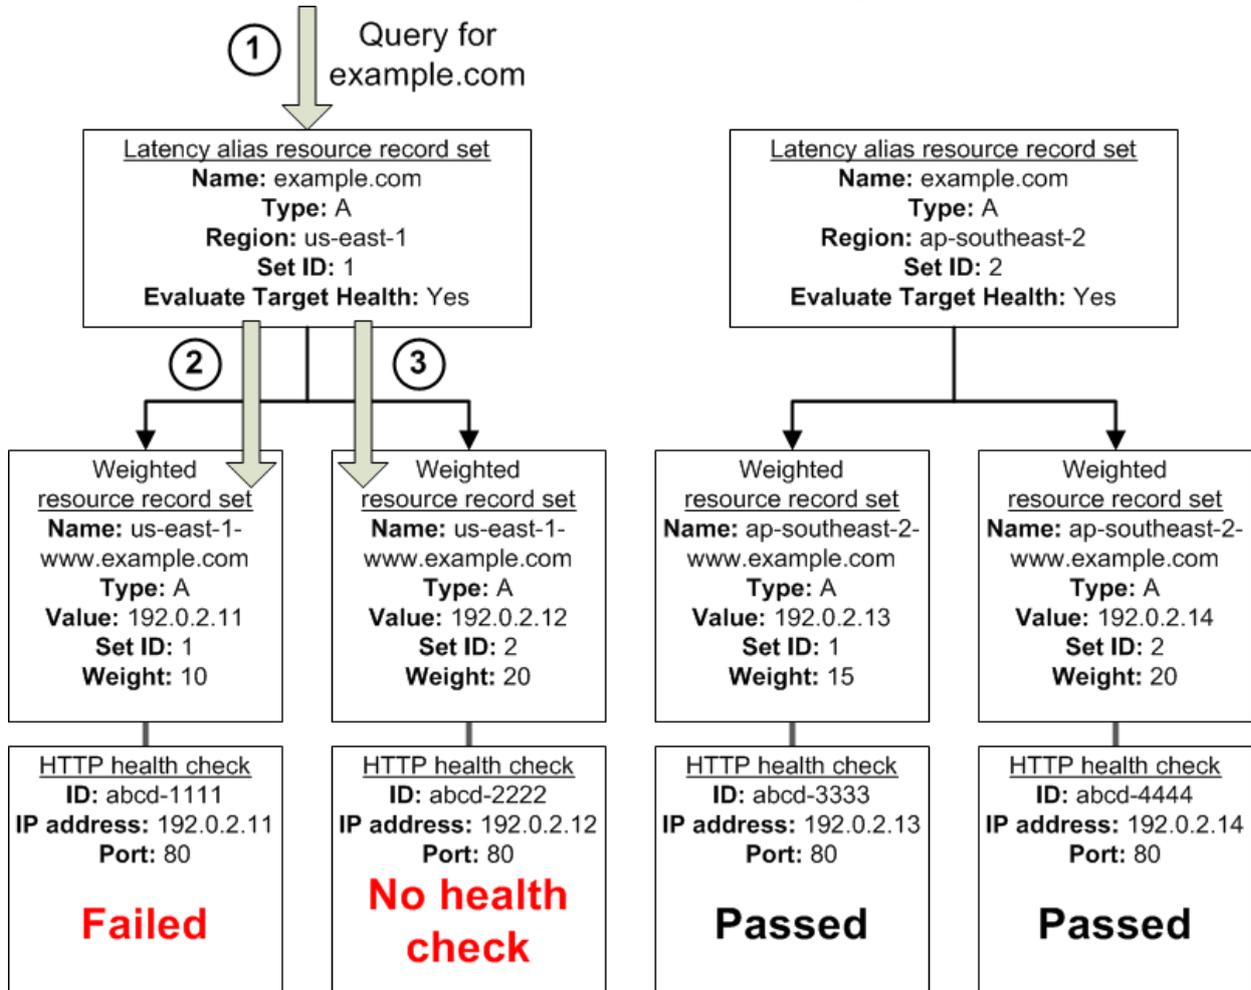 1
Query for
example.com
Latency alias resource record set
Name: example.com
Type: A
Region: us-east-1
Set ID: 1
Evaluate Target Health: Yes
Latency alias resource record set
Name: example.com
Type: A
Region: ap-southeast-2
Set ID: 2
Evaluate Target Health: Yes
2
3
Weighted
resource record set
Name: us-east-1-
www.example.com
Type: A
Value: 192.0.2.11
Set ID: 1
Weight: 10
Weighted
resource record set
Name: us-east-1-
www.example.com
Type: A
Value: 192.0.2.12
Set ID: 2
Weight: 20
Weighted
resource record set
Name: ap-southeast-2-
www.example.com
Type: A
Value: 192.0.2.13
Set ID: 1
Weight: 15
Weighted
resource record set
Name: ap-southeast-2-
www.example.com
Type: A
Value: 192.0.2.14
Set ID: 2
Weight: 20
HTTP health check
ID: abcd-1111
IP address: 192.0.2.11
Port: 80
Failed
HTTP health check
ID: abcd-2222
IP address: 192.0.2.12
Port: 80
No health
check
HTTP health check
ID: abcd-3333
IP address: 192.0.2.13
Port: 80
Passed
HTTP health check
ID: abcd-4444
IP address: 192.0.2.14
Port: 80
Passed